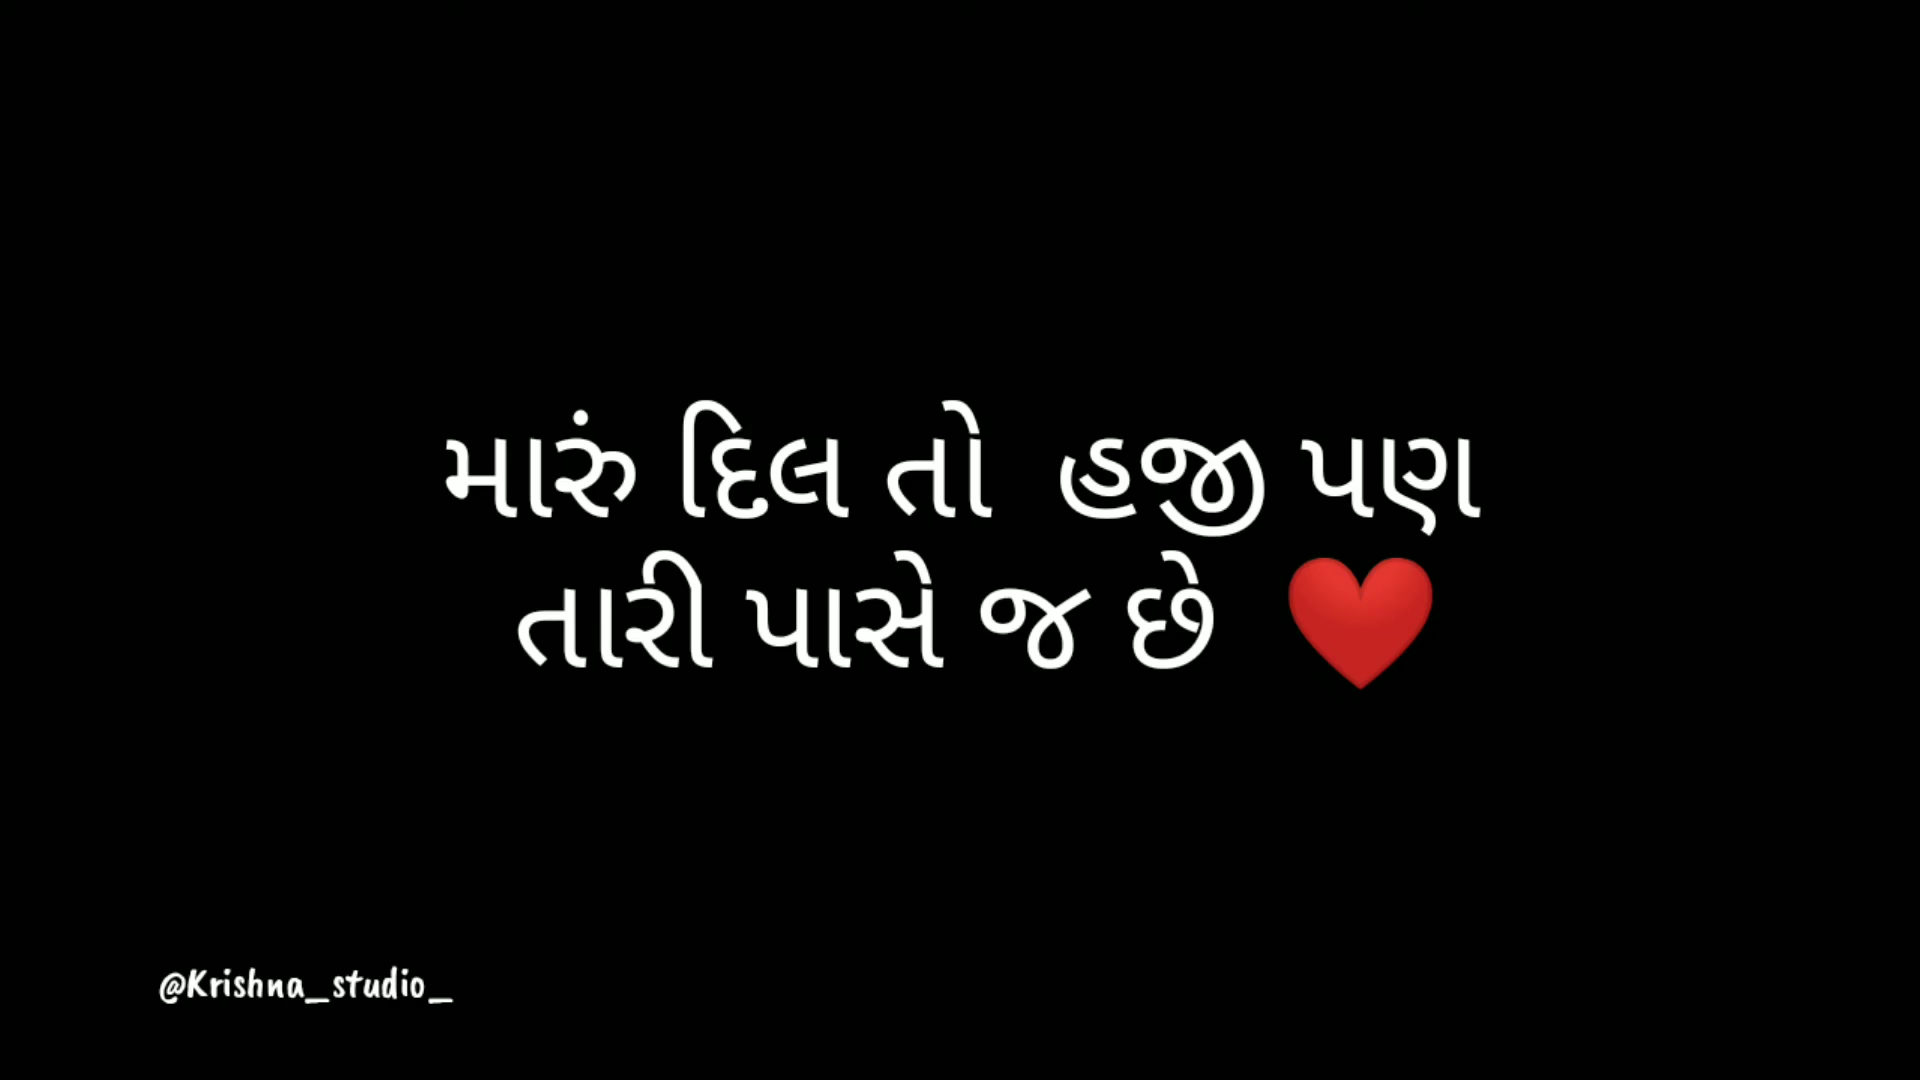 મારું દિલ તો હજી પણ
તારી પાસે જ છે ❤️
@Krishna_studio_